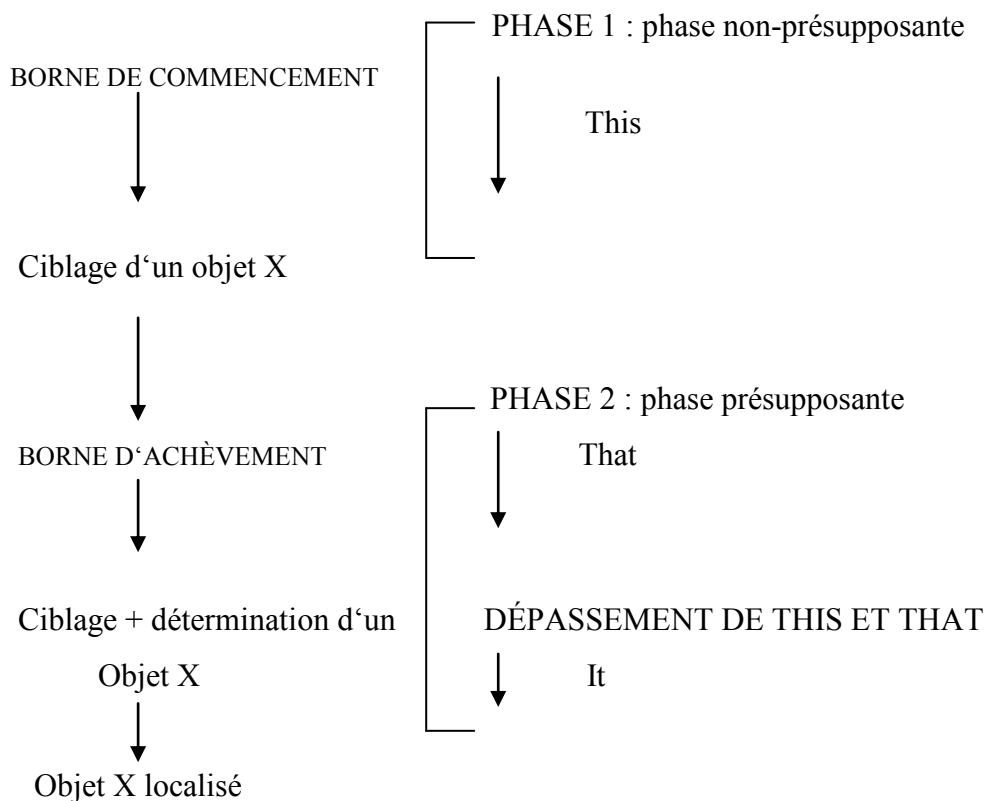 PHASE 1 : phase non-présupposante
BORNE DE COMMENCEMENT
This
Ciblage d‘un objet X
PHASE 2 : phase présupposante
BORNE D‘ACHÈVEMENT
That
Ciblage + détermination d‘un
Objet X
DÉPASSEMENT DE THIS ET THAT
It
Objet X localisé